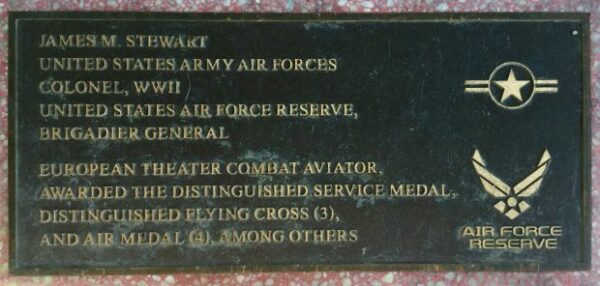 JAMES M. STEWART
UNITED STATES ARMY AIR FORCES
COLONEL, WWII
UNITED STATES AIR FORCE RESERVE,
BRIGADIER GENERAL
EUROPEAN THEATER COMBAT AVIATOR,
AWARDED THE DISTINGUISHED SERVICE MEDAL,
DISTINGUISHED FLYING CROSS (3),
AND AIR MEDAL (4), AMONG OTHERS
AIR FORCE
RESERVE